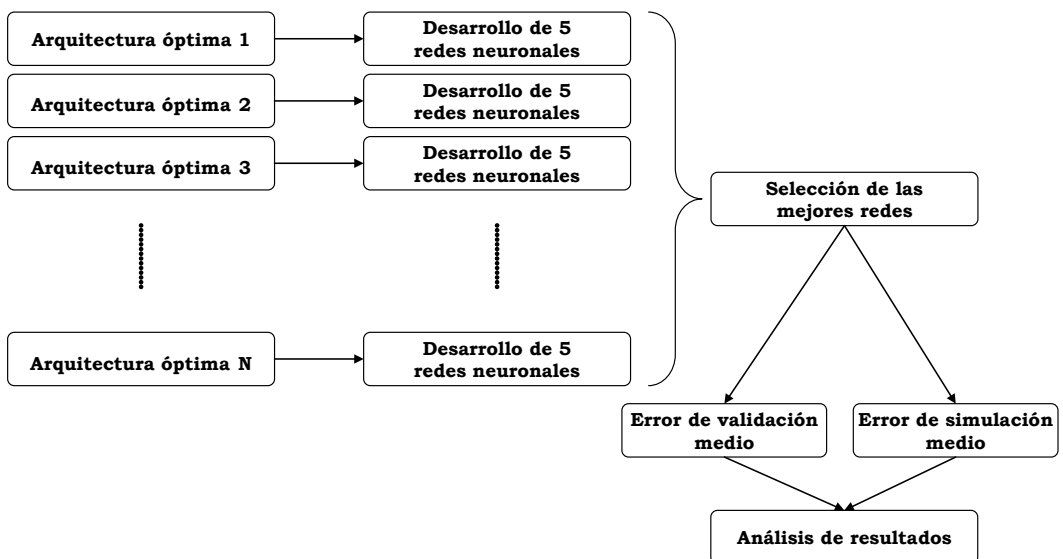 Arquitectura óptima 1
Desarrollo de 5
redes neuronales
Arquitectura óptima 2
Desarrollo de 5
redes neuronales
Arquitectura óptima 3
Desarrollo de 5
redes neuronales
Selección de las
mejores redes
Arquitectura óptima N
Desarrollo de 5
redes neuronales
Error de validación
medio
Error de simulación
medio
Análisis de resultados